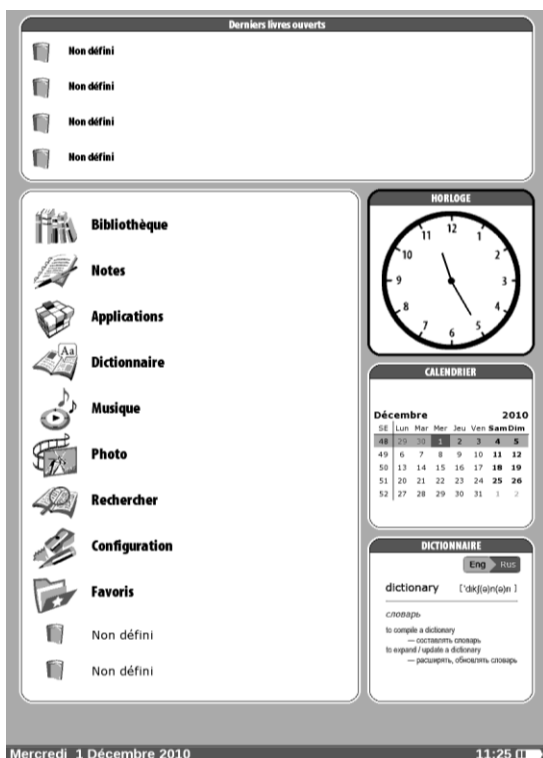 Derniers livres ouverts
Non défini
Non défini
Non défini
Non défini
Bibliothèque
Notes
Applications
Dictionnaire
Musique
Photo
Rechercher
Configuration
Favoris
Non défini
Non défini
HORLOGE
12
1
2
3
4
5
6
7
8
9
10
11
CALENDRIER
Décembre 2010
SE Lun Mar Mer Jeu Ven Sam Dim
48 29 30 1 2 3 4 5
49 6 7 8 9 10 11 12
50 13 14 15 16 17 18 19
51 20 21 22 23 24 25 26
52 27 28 29 30 31 1 2
DICTIONNAIRE
Eng Rus
dictionary ['dıkʃ(ə)n(ə)rı]
словарь
to compile a dictionary
— составлять словарь
to expand / update a dictionary
— расширять, обновлять словарь
Mercredi 1 Décembre 2010 11:25